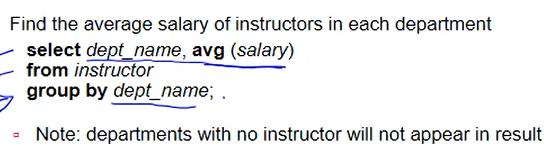 Find the average salary of instructors in each department
select dept_name, avg (salary)
from instructor
group by dept_name;
Note: departments with no instructor will not appear in result